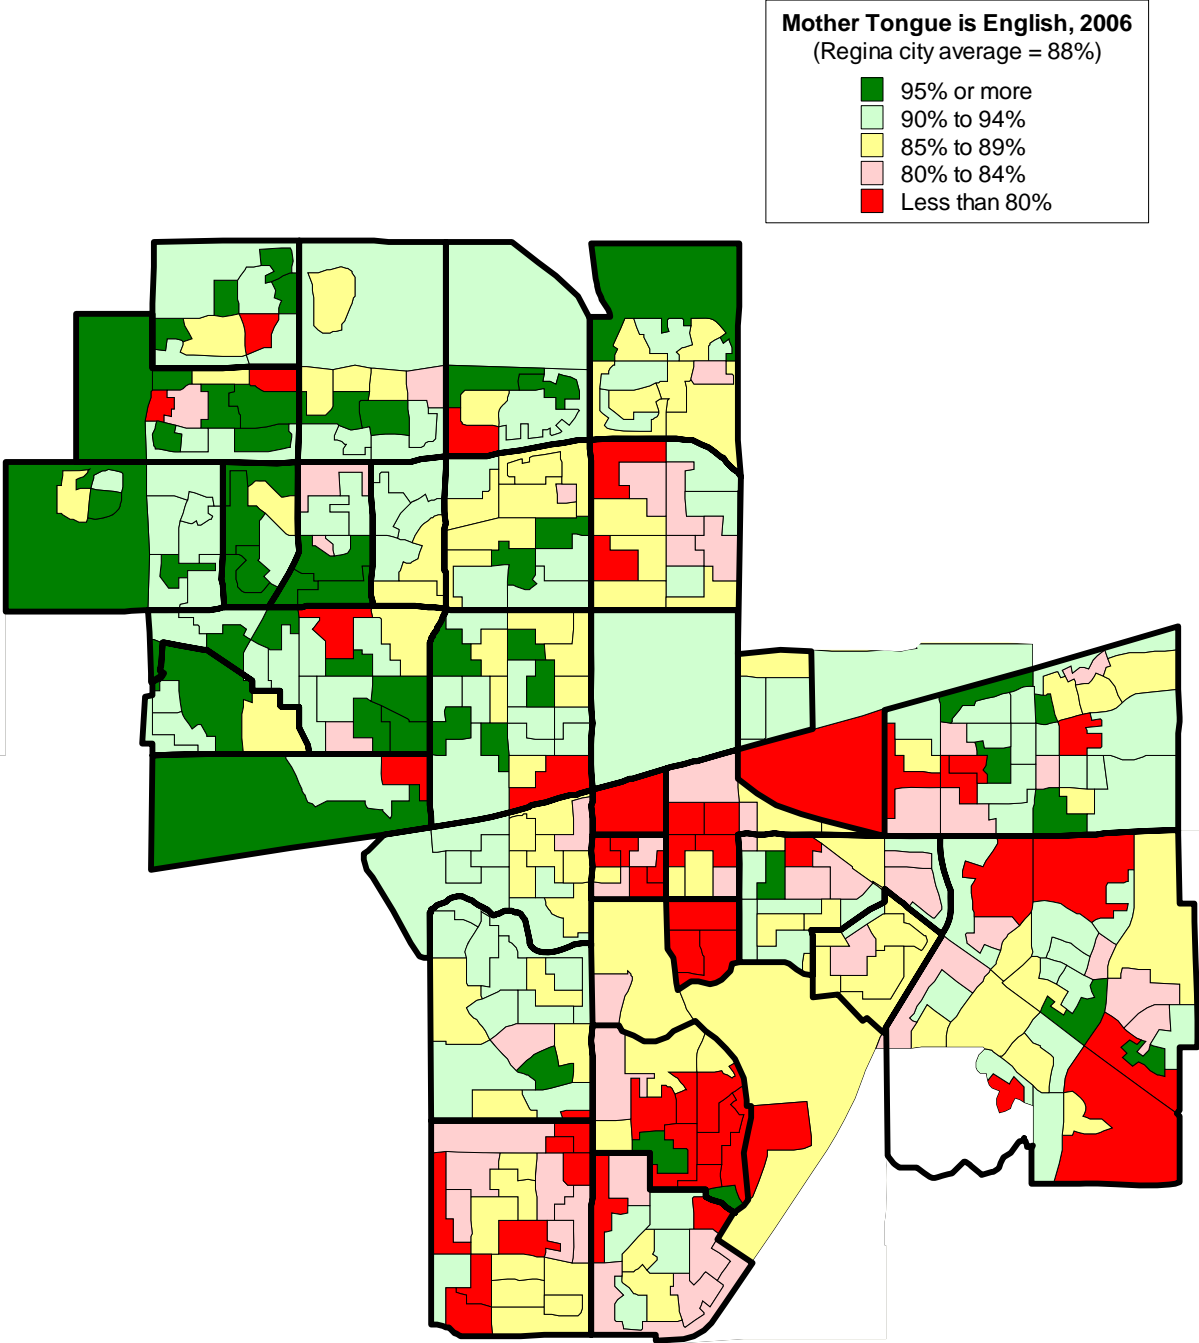 Mother Tongue is English, 2006
(Regina city average = 88%)
95% or more
90% to 94%
85% to 89%
80% to 84%
Less than 80%